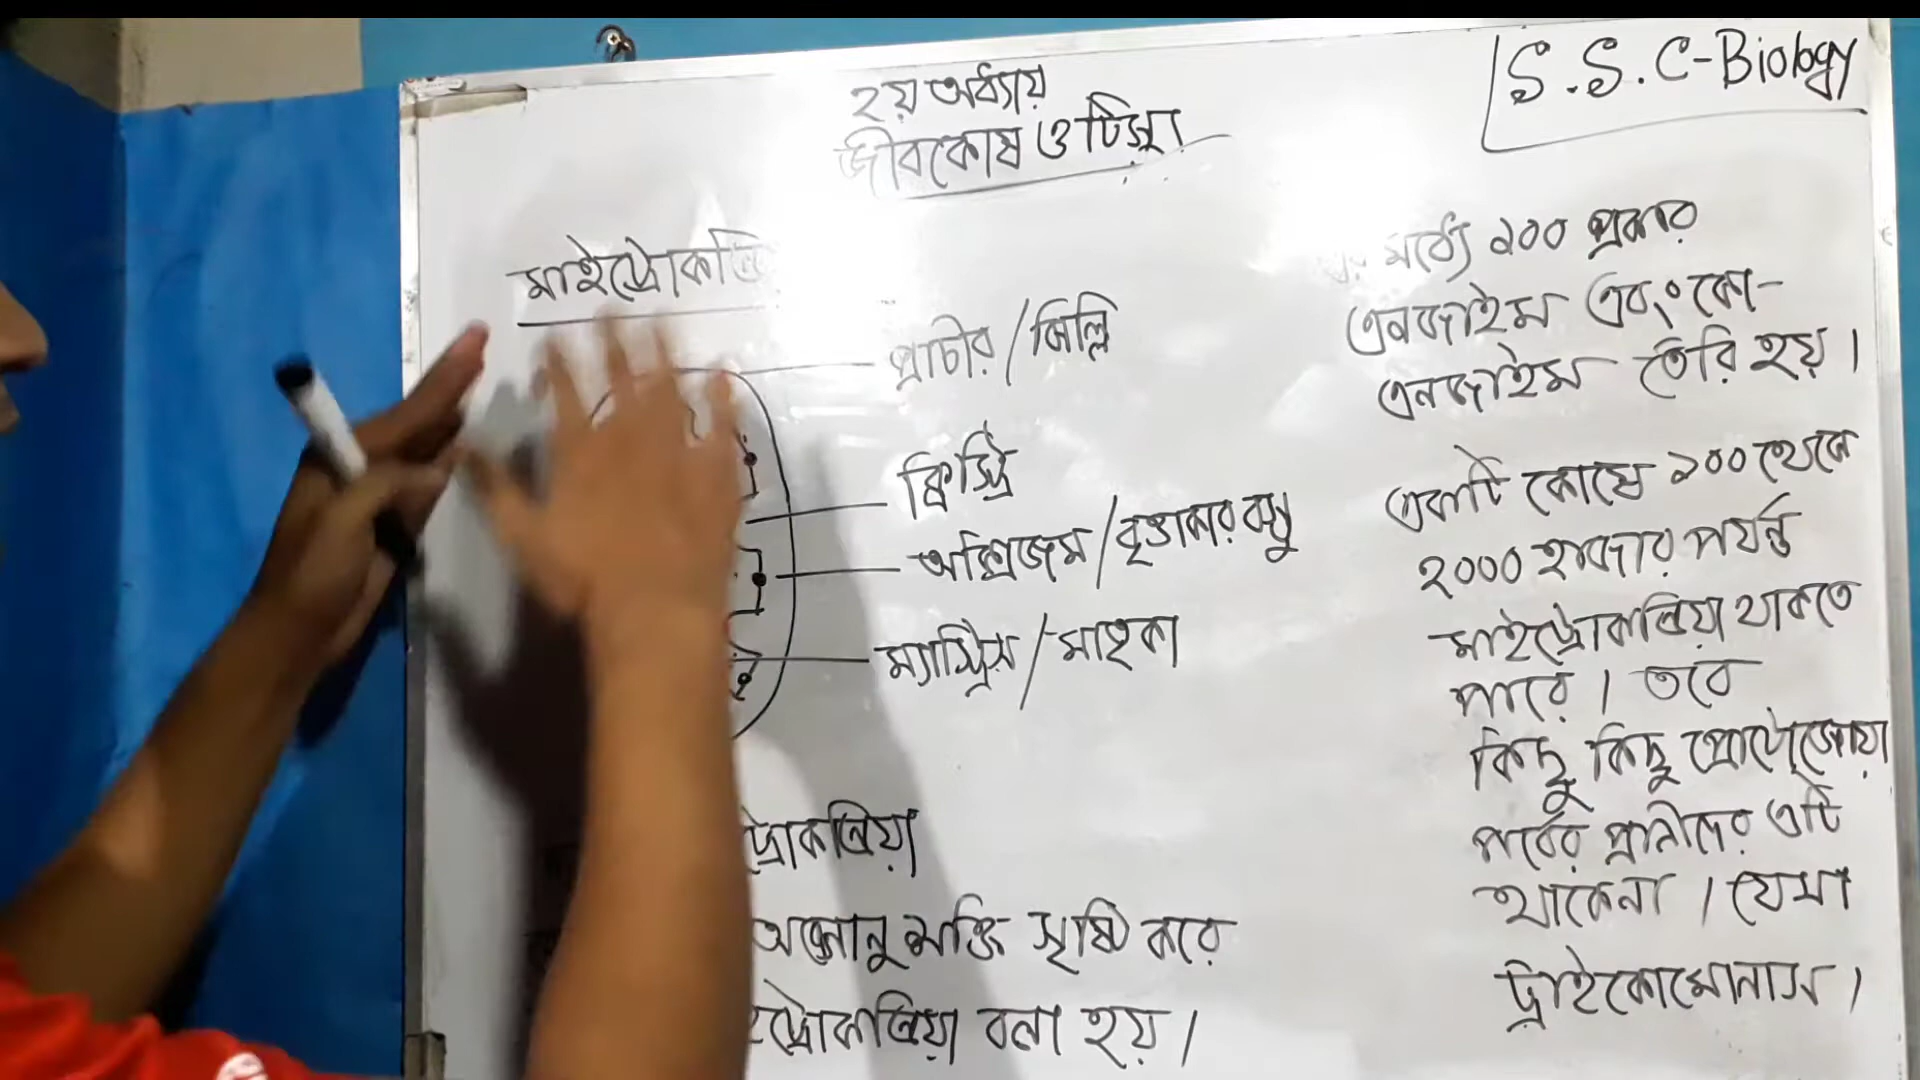 S.S.C-Biology
২য় অধ্যায়
জীবকোষ ও টিস্যু
মাইট্রোকন্ড্রি
প্রাচীর / ঝিল্লি
ক্রিস্ট্রি
অক্সিজোম / বৃত্তাকার বস্তু
ম্যাট্রিস / মাতৃকা
ট্রোকন্ড্রিয়া
শক্তি সৃষ্টি করে
ইট্রোকন্ড্রিয়া বলা হয়।
মধ্যে ১০০ প্রকার
এনজাইম এবং কো-
এনজাইম তৈরি হয়।
একটি কোষে ১০০ থেকে
২০০০ হাজার পর্যন্ত
মাইট্রোকন্ড্রিয়া থাকতে
পারে। তবে
কিছু কিছু প্রোটোজোয়া
পর্বের প্রানীদের এটি
থাকেনা। যেমা
ট্রাইকোমোনাস।